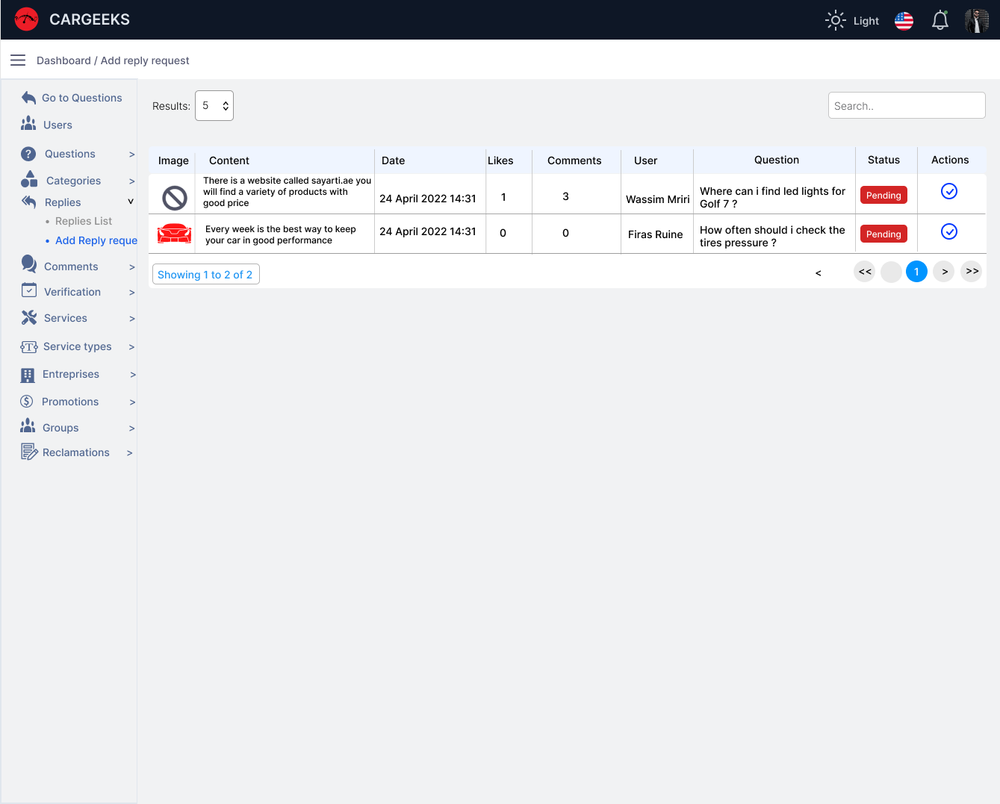 CARGEEKS
Light
Dashboard / Add reply request
Go to Questions
Users
Questions >
Categories >
Replies v
• Replies List
• Add Reply reque
Comments >
Verification >
Services >
Service types >
Entreprises >
Promotions >
Groups >
Reclamations >
Results: 5
Search..
Image Content Date Likes Comments User Question Status Actions
There is a website called sayarti.ae you
will find a variety of products with
good price
24 April 2022 14:31
1
3
Wassim Mriri
Where can i find led lights for
Golf 7 ?
Pending
Every week is the best way to keep
your car in good performance
24 April 2022 14:31
0
0
Firas Ruine
How often should i check the
tires pressure ?
Pending
Showing 1 to 2 of 2
< << 1 > >>